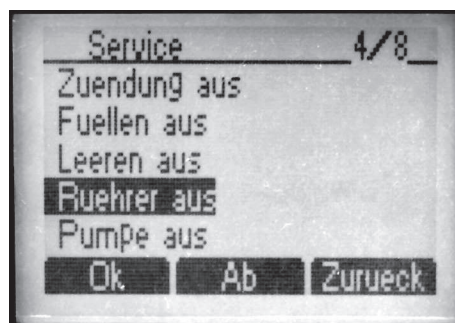 Service 4/8
Zuendung aus
Fuellen aus
Leeren aus
Ruehrer aus
Pumpe aus
Ok Ab Zurueck